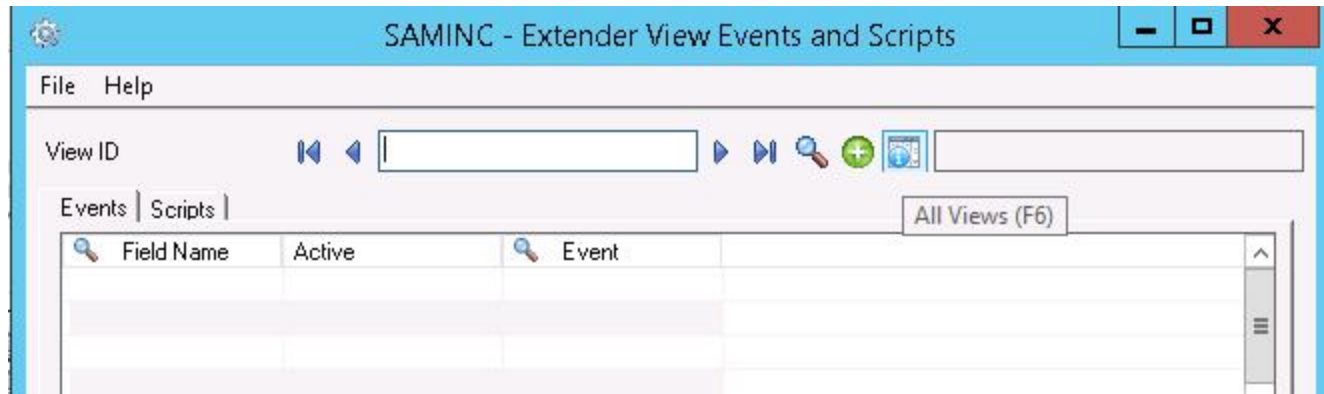 SAMINC - Extender View Events and Scripts
File Help
View ID
All Views (F6)
Events Scripts
Field Name Active Event